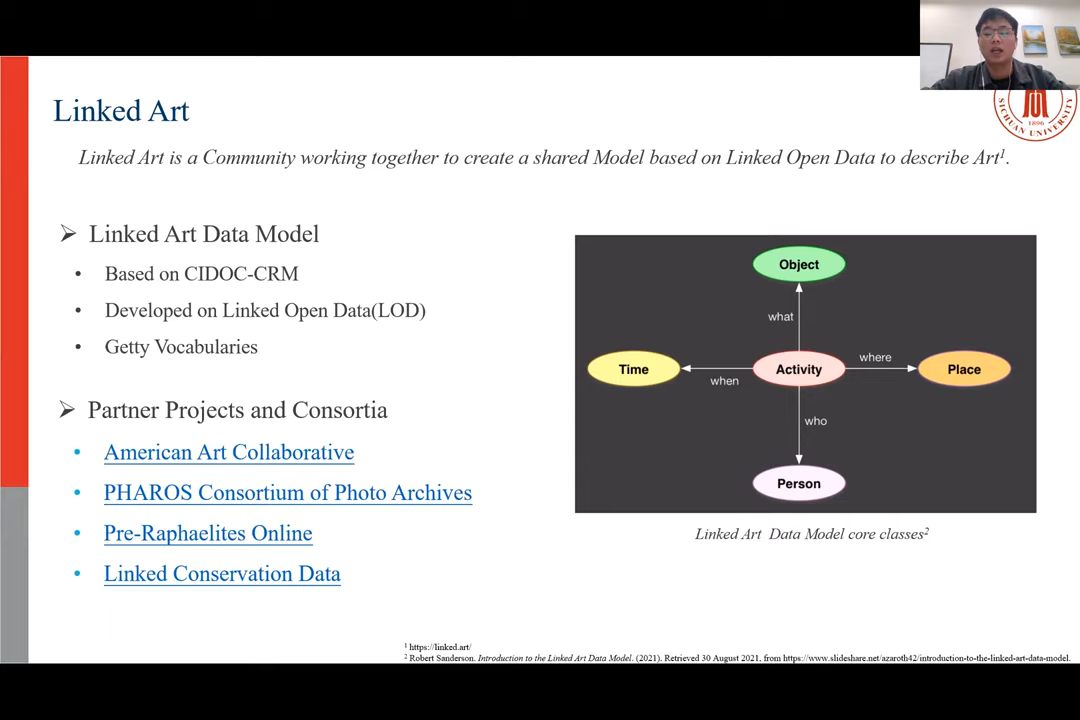 SICHUAN UNIVERSITY
1896
Linked Art
Linked Art is a Community working together to create a shared Model based on Linked Open Data to describe Art¹.
➢ Linked Art Data Model
• Based on CIDOC-CRM
• Developed on Linked Open Data(LOD)
• Getty Vocabularies
➢ Partner Projects and Consortia
• American Art Collaborative
• PHAROS Consortium of Photo Archives
• Pre-Raphaelites Online
• Linked Conservation Data
Object
what
Time
when
Activity
where
Place
who
Person
Linked Art Data Model core classes²
¹ https://linked.art/
² Robert Sanderson. Introduction to the Linked Art Data Model. (2021). Retrieved 30 August 2021, from https://www.slideshare.net/azaroth42/introduction-to-the-linked-art-data-model.